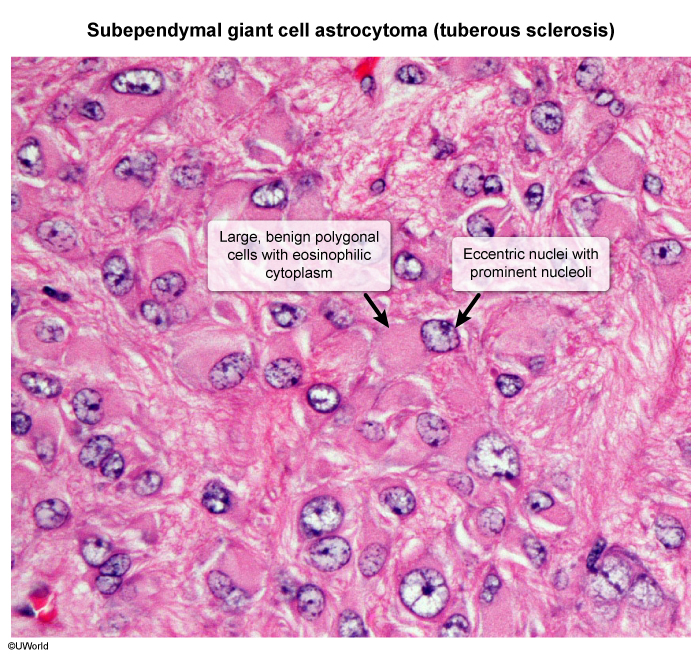 Subependymal giant cell astrocytoma (tuberous sclerosis)
Large, benign polygonal
cells with eosinophilic
cytoplasm
Eccentric nuclei with
prominent nucleoli
©UWorld